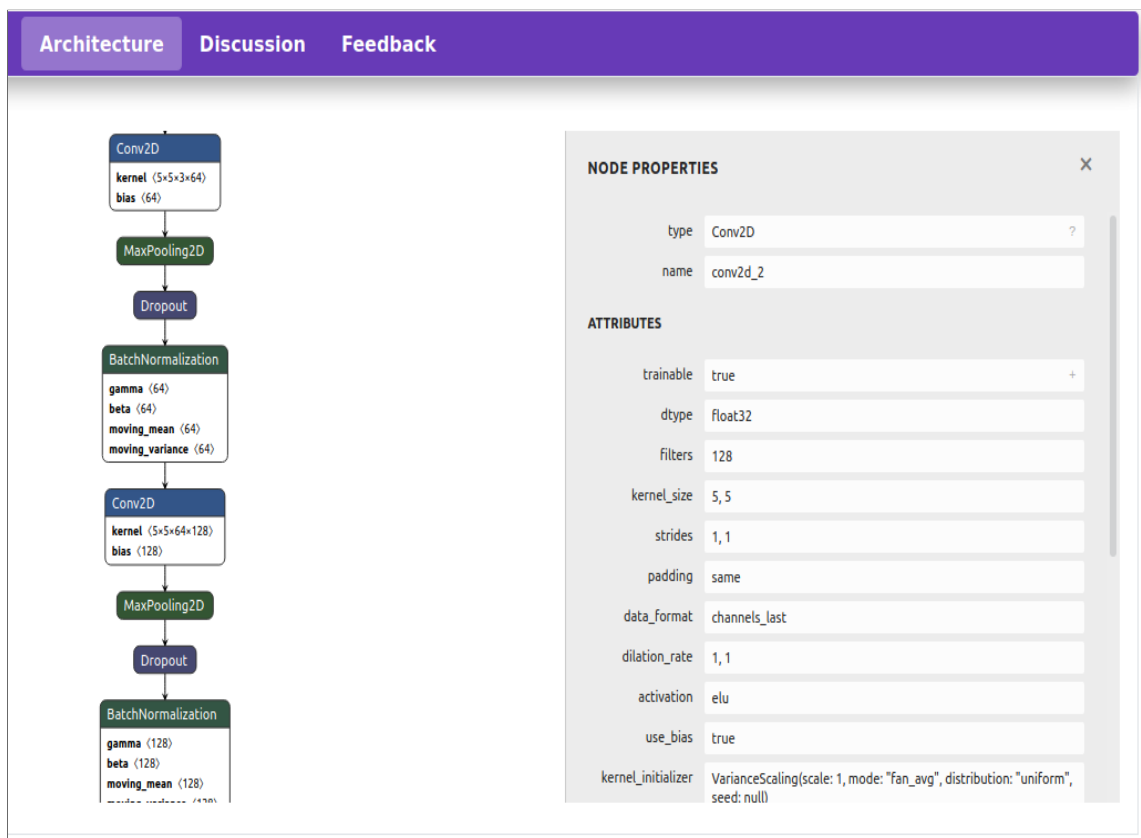 Architecture Discussion Feedback
Conv2D
kernel ⟨5×5×3×64⟩
bias ⟨64⟩
MaxPooling2D
Dropout
BatchNormalization
gamma ⟨64⟩
beta ⟨64⟩
moving_mean ⟨64⟩
moving_variance ⟨64⟩
Conv2D
kernel ⟨5×5×64×128⟩
bias ⟨128⟩
MaxPooling2D
Dropout
BatchNormalization
gamma ⟨128⟩
beta ⟨128⟩
moving_mean ⟨128⟩
moving_variance ⟨128⟩
NODE PROPERTIES ×
type Conv2D ?
name conv2d_2
ATTRIBUTES
trainable true +
dtype float32
filters 128
kernel_size 5, 5
strides 1, 1
padding same
data_format channels_last
dilation_rate 1, 1
activation elu
use_bias true
kernel_initializer VarianceScaling(scale: 1, mode: "fan_avg", distribution: "uniform",
seed: null)